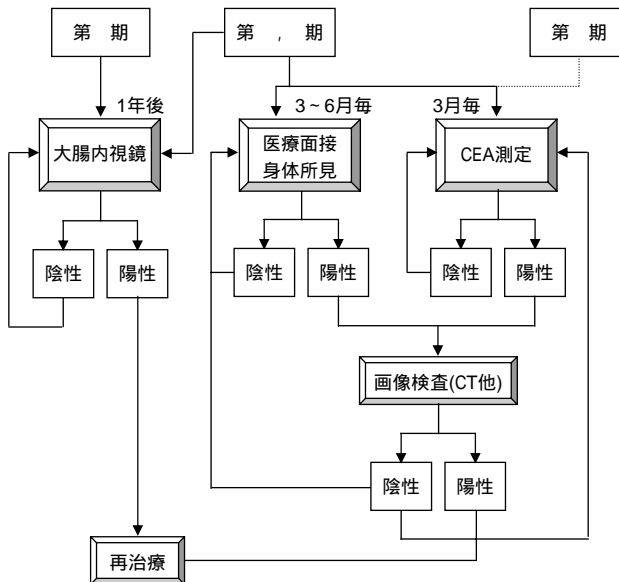 第　期
第　,　期
第　期
1年後
3～6月毎
3月毎
大腸内視鏡
医療面接
身体所見
CEA測定
陰性
陽性
陰性
陽性
陰性
陽性
画像検査(CT他)
陰性
陽性
再治療